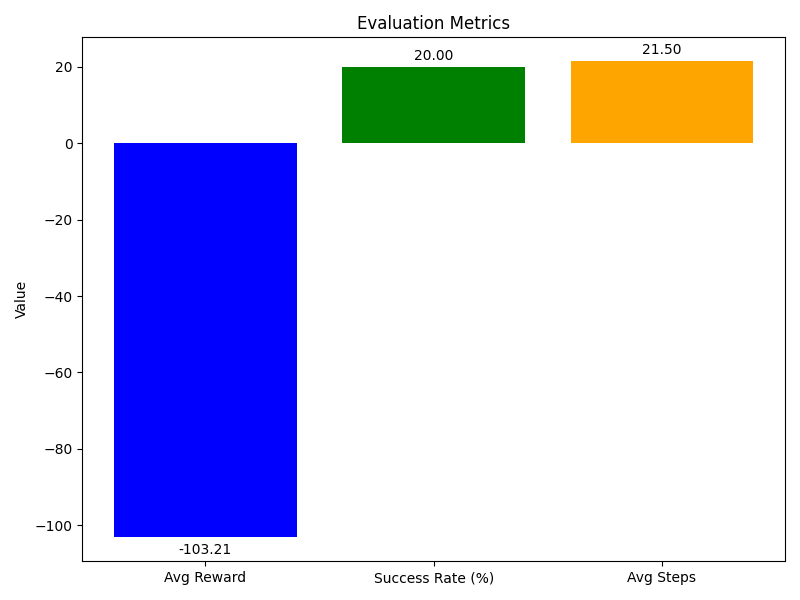 Evaluation Metrics
20.00
21.50
20
0
−20
−40
−60
−80
−100
Value
-103.21
Avg Reward
Success Rate (%)
Avg Steps